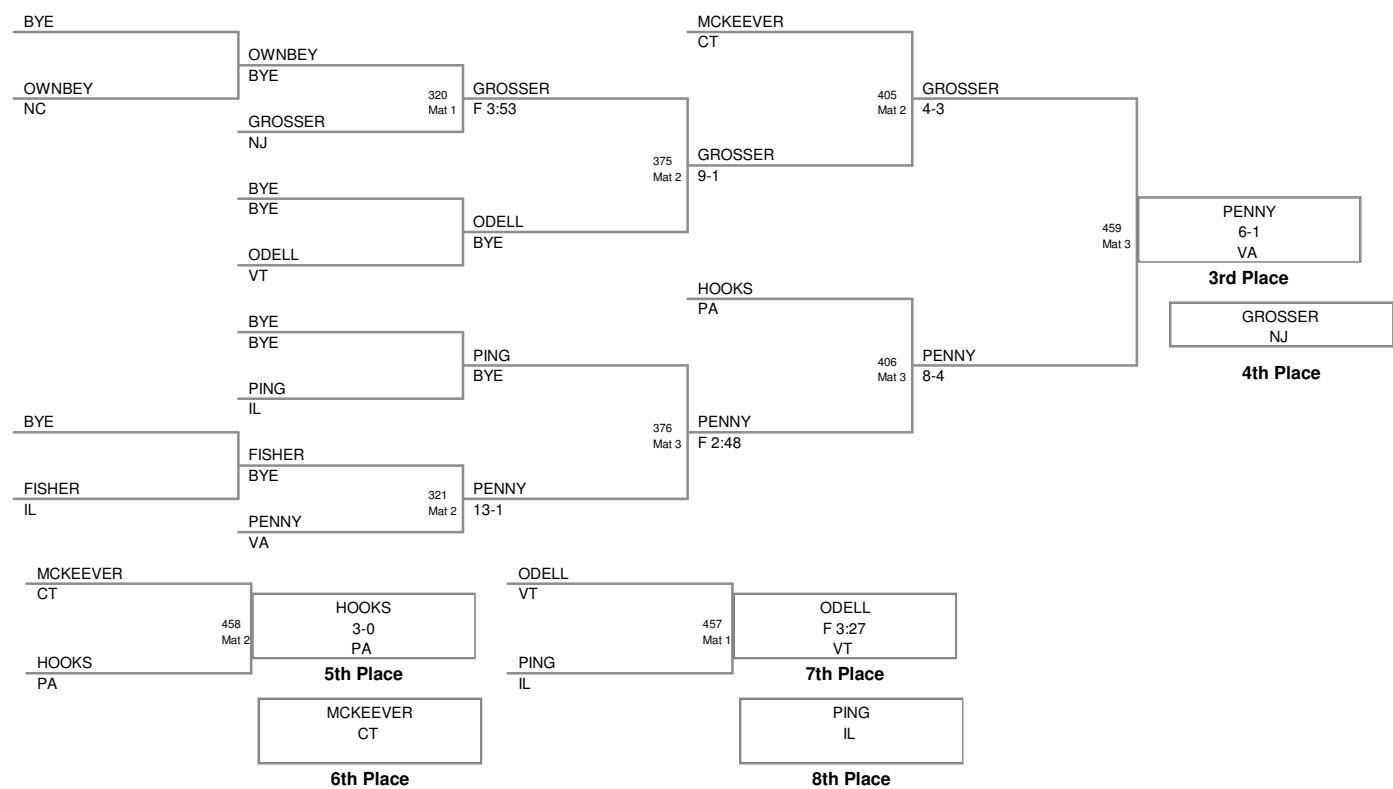 BYE
OWNBEY
NC
OWNBEY
BYE
GROSSER
NJ
320
Mat 1
GROSSER
F 3:53
BYE
BYE
ODELL
VT
ODELL
BYE
375
Mat 2
GROSSER
9-1
MCKEEVER
CT
405
Mat 2
GROSSER
4-3
BYE
BYE
PING
IL
PING
BYE
BYE
FISHER
IL
FISHER
BYE
PENNY
VA
321
Mat 2
PENNY
13-1
376
Mat 3
PENNY
F 2:48
HOOKS
PA
406
Mat 3
PENNY
8-4
459
Mat 3
PENNY
6-1
VA
3rd Place
GROSSER
NJ
4th Place
MCKEEVER
CT
HOOKS
PA
458
Mat 2
HOOKS
3-0
PA
5th Place
MCKEEVER
CT
6th Place
ODELL
VT
PING
IL
457
Mat 1
ODELL
F 3:27
VT
7th Place
PING
IL
8th Place